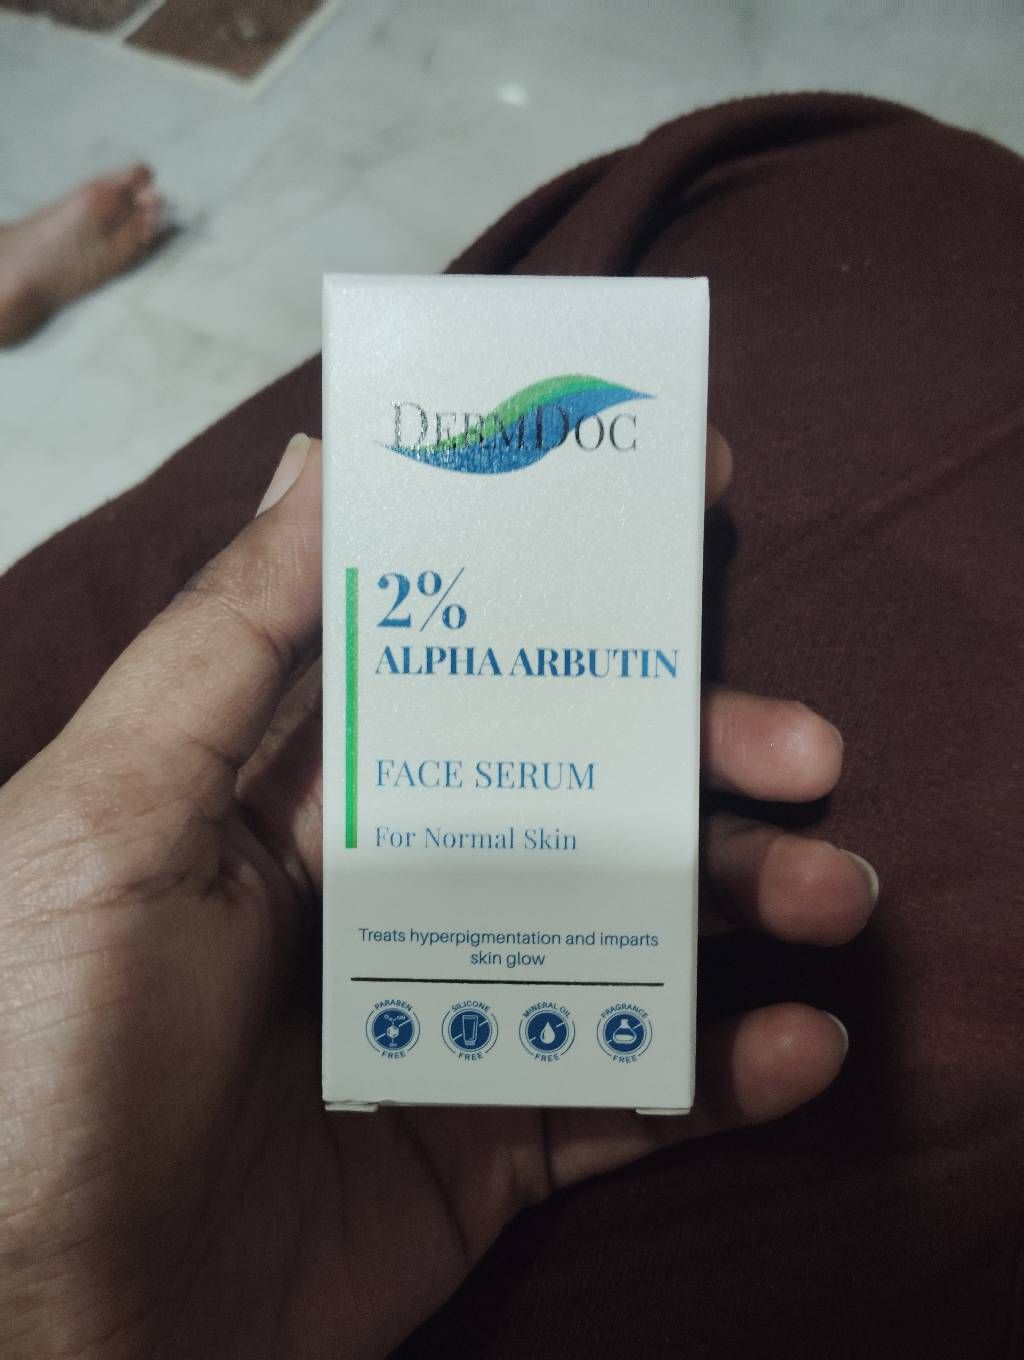 DERMDOC
2%
ALPHA ARBUTIN
FACE SERUM
For Normal Skin
Treats hyperpigmentation and imparts
skin glow
PARABEN
FREE
SILICONE
FREE
MINERAL OIL
FREE
FRAGRANCE
FREE